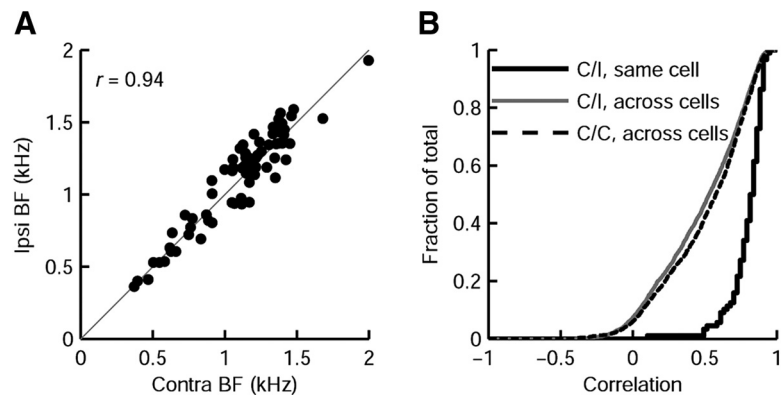 A
2
1.5
1
0.5
0
Ipsi BF (kHz)
r = 0.94
0
0.5
1
1.5
2
Contra BF (kHz)
B
1
0.8
0.6
0.4
0.2
Fraction of total
C/I, same cell
C/I, across cells
C/C, across cells
−1
−0.5
0
0.5
1
Correlation